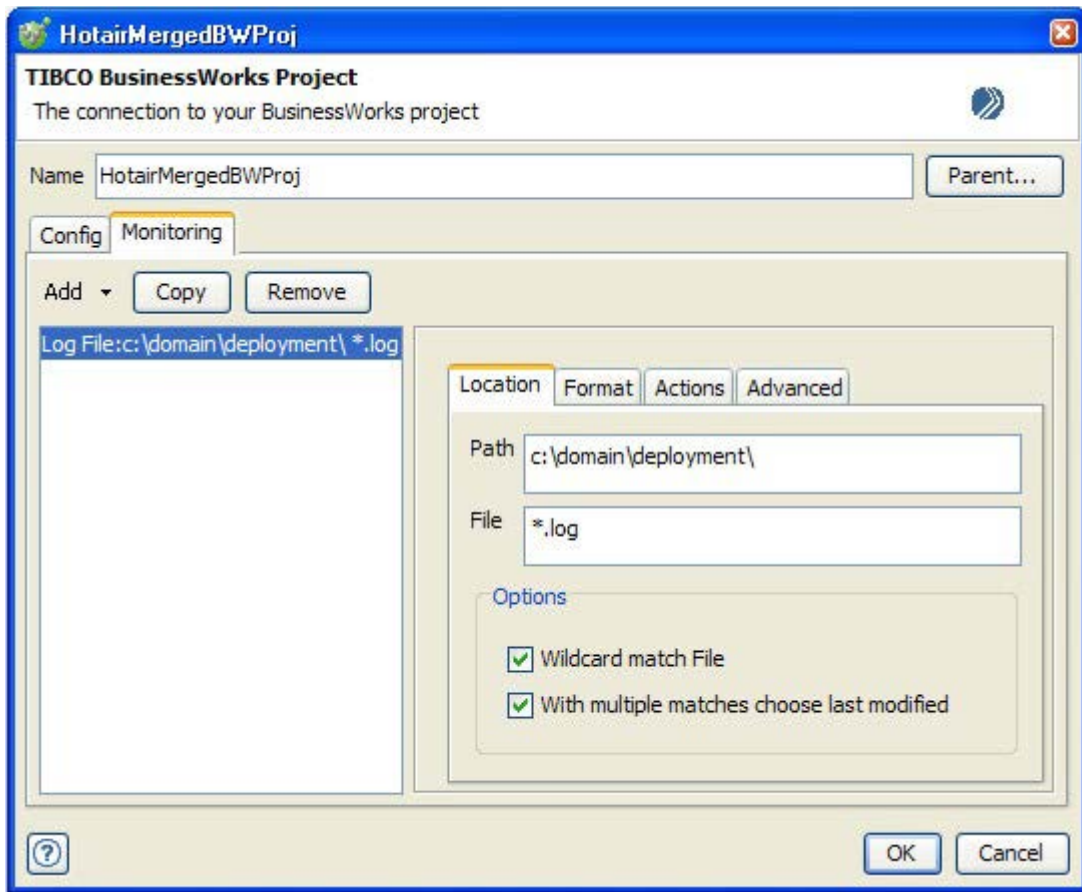 HotairMergedBWProj
TIBCO BusinessWorks Project
The connection to your BusinessWorks project
Name HotairMergedBWProj Parent...
Config Monitoring
Add Copy Remove
Log File:c:\domain\deployment\ *.log
Location Format Actions Advanced
Path c:\domain\deployment\
File *.log
Options
Wildcard match File
With multiple matches choose last modified
? OK Cancel